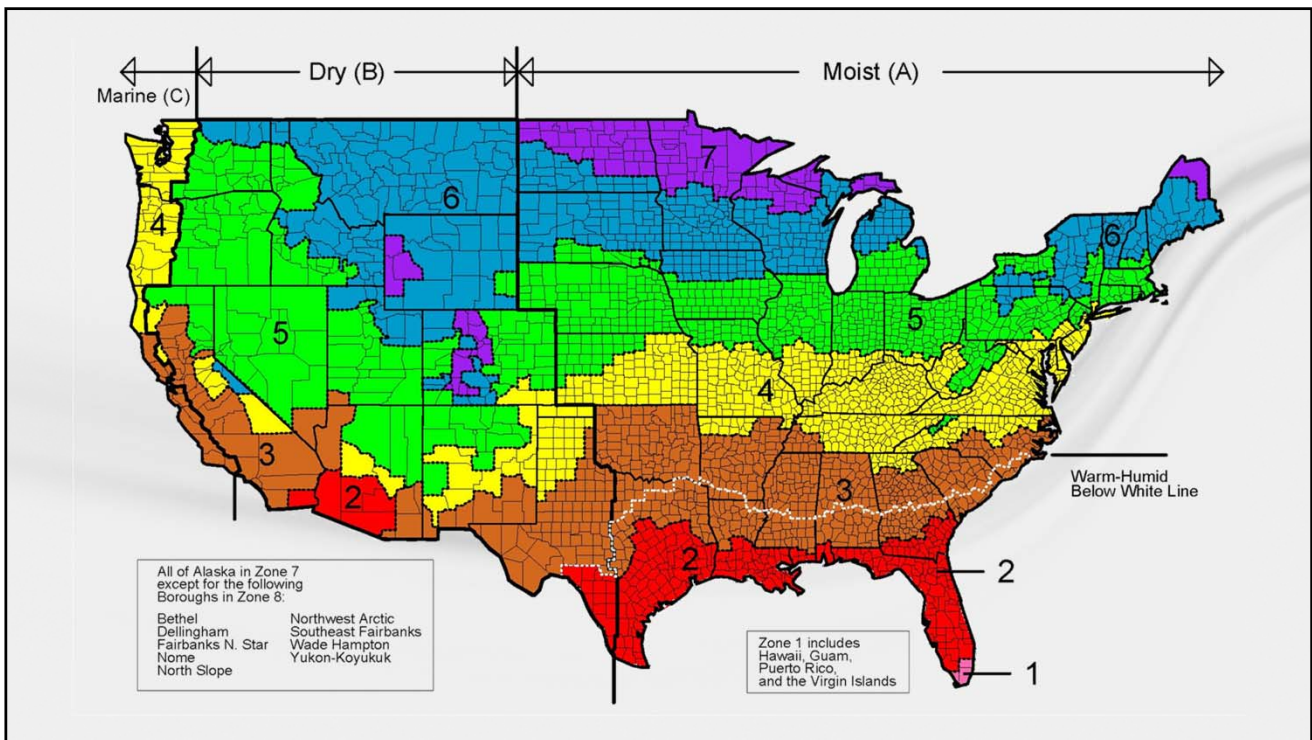 Marine (C)
Dry (B)
Moist (A)
7
6
6
4
5
5
4
3
3
2
2
Warm-Humid
Below White Line
2
1
All of Alaska in Zone 7
except for the following
Boroughs in Zone 8:
Bethel
Dellingham
Fairbanks N. Star
Nome
North Slope
Northwest Arctic
Southeast Fairbanks
Wade Hampton
Yukon-Koyukuk
Zone 1 includes
Hawaii, Guam,
Puerto Rico,
and the Virgin Islands